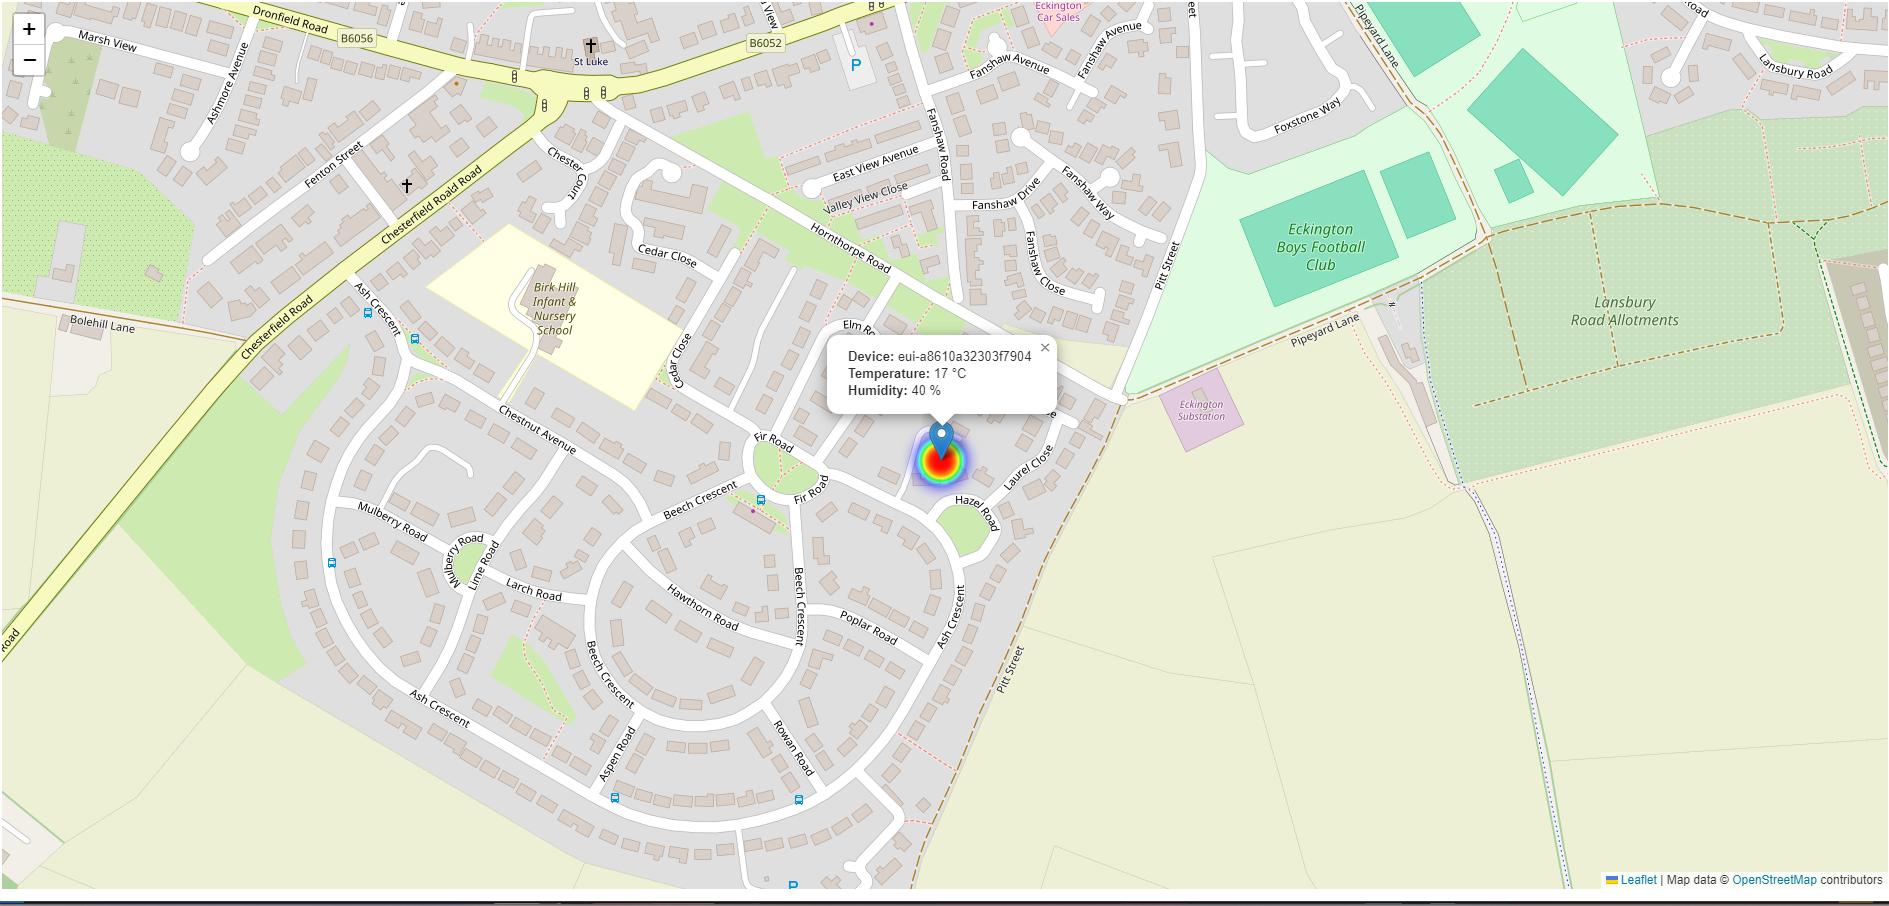 +
−
Dronfield Road
B6056
Marsh View
Ashmore Avenue
St Luke
View
B6052
P
Eckington
Car Sales
Fanshaw Avenue
Fanshaw Avenue
Pipeyard Lane
Road
Lansbury Road
Foxstone Way
Fenton Street
Chester
Court
Chesterfield Roald Road
East View Avenue
Valley View Close
Fanshaw Road
Fanshaw Drive
Fanshaw Way
Fanshaw Close
Hornthorpe Road
Cedar Close
Cedar Close
Pitt Street
Eckington
Boys Football
Club
Lansbury
Road Allotments
Pipeyard Lane
Bolehill Lane
Chesterfield Road
Ash Crescent
Birk Hill
Infant &
Nursery
School
Elm Ro
Device: eui-a8610a32303f7904
Temperature: 17 °C
Humidity: 40 %
×
Eckington
Substation
Chestnut Avenue
Fir Road
Fir Road
Beech Crescent
Laurel Close
Hazel Road
Mulberry Road
Mulberry Road
Lime Road
Larch Road
Hawthorn Road
Beech Crescent
Poplar Road
Ash Crescent
Beech Crescent
Pitt Street
Road
Ash Crescent
Aspen Road
Rowan Road
P
Leaflet | Map data © OpenStreetMap contributors